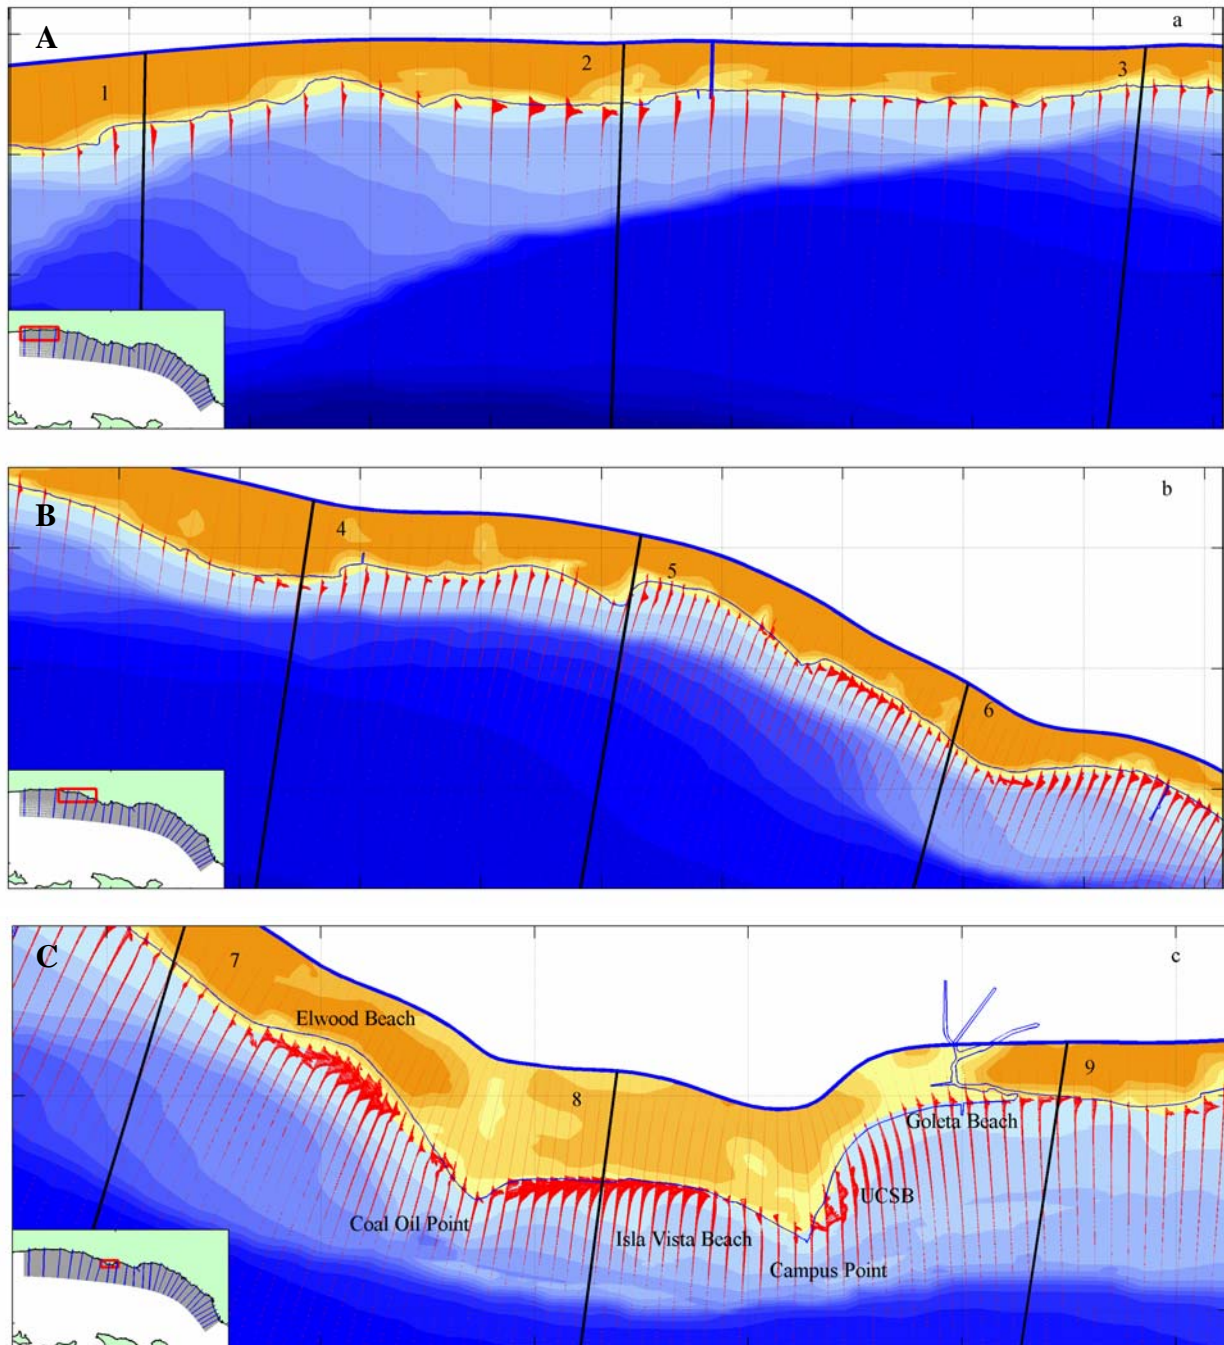 A
a
1
2
3
B
b
4
5
6
C
c
7
Elwood Beach
8
9
Goleta Beach
UCSB
Coal Oil Point
Isla Vista Beach
Campus Point